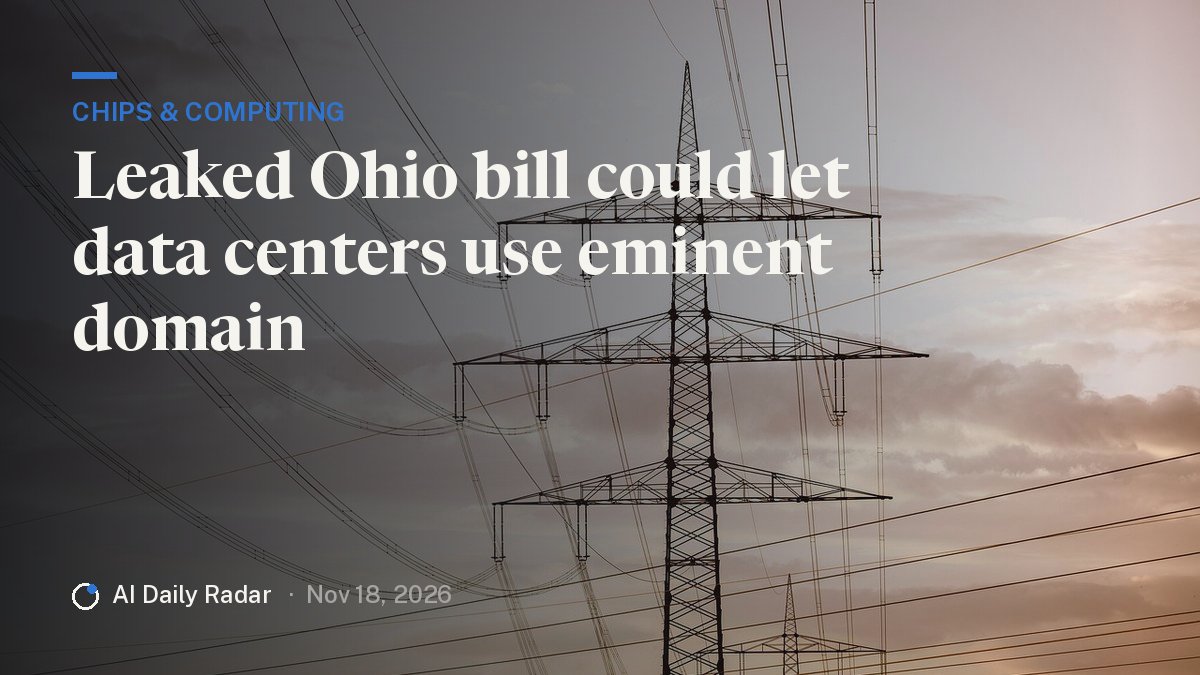 CHIPS & COMPUTING
Leaked Ohio bill could let
data centers use eminent
domain
AI Daily Radar · Nov 18, 2026